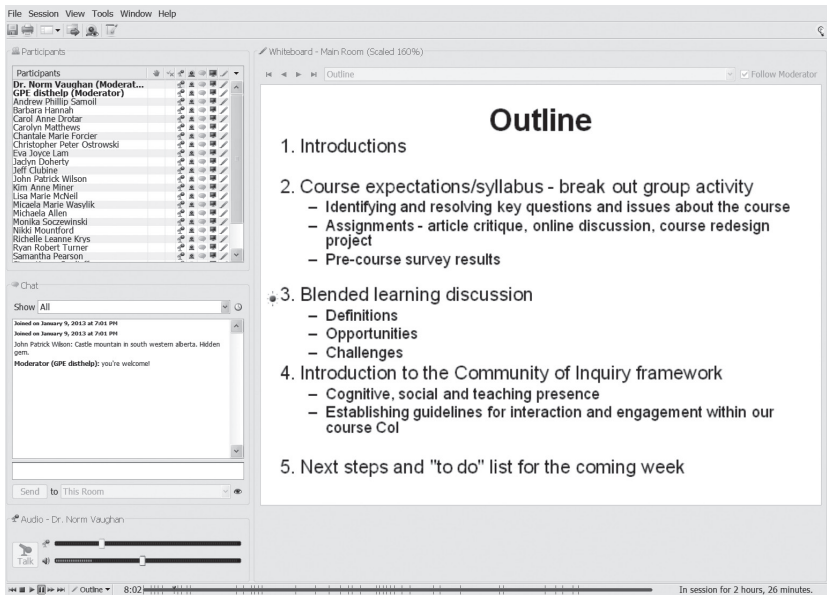 File Session View Tools Window Help
Participants
Participants
Dr. Norm Vaughan (Moderat...
GPE disthelp (Moderator)
Andrew Phillip Samoil
Barbara Hannah
Carol Anne Drotar
Carolyn Matthews
Chantale Marie Forcier
Christopher Peter Ostrowski
Eva Joyce Lam
Jaclyn Doherty
Jeff Clubine
John Patrick Wilson
Kim Anne Miner
Lisa Marie McNeil
Micaela Marie Wasylik
Michaela Allen
Monika Soczewinski
Nikki Mountford
Richelle Leanne Krys
Ryan Robert Turner
Samantha Pearson
Chat
Show All
Joined on January 9, 2013 at 7:01 PM
Joined on January 9, 2013 at 7:01 PM
John Patrick Wilson: Castle mountain in south western alberta. Hidden
gem.
Moderator (GPE disthelp): you're welcome!
Send to This Room
Audio - Dr. Norm Vaughan
Talk
Whiteboard - Main Room (Scaled 160%)
Outline
Follow Moderator
Outline
1. Introductions
2. Course expectations/syllabus - break out group activity
– Identifying and resolving key questions and issues about the course
– Assignments - article critique, online discussion, course redesign
project
– Pre-course survey results
3. Blended learning discussion
– Definitions
– Opportunities
– Challenges
4. Introduction to the Community of Inquiry framework
– Cognitive, social and teaching presence
– Establishing guidelines for interaction and engagement within our
course CoI
5. Next steps and "to do" list for the coming week
Outline 8:02 In session for 2 hours, 26 minutes.